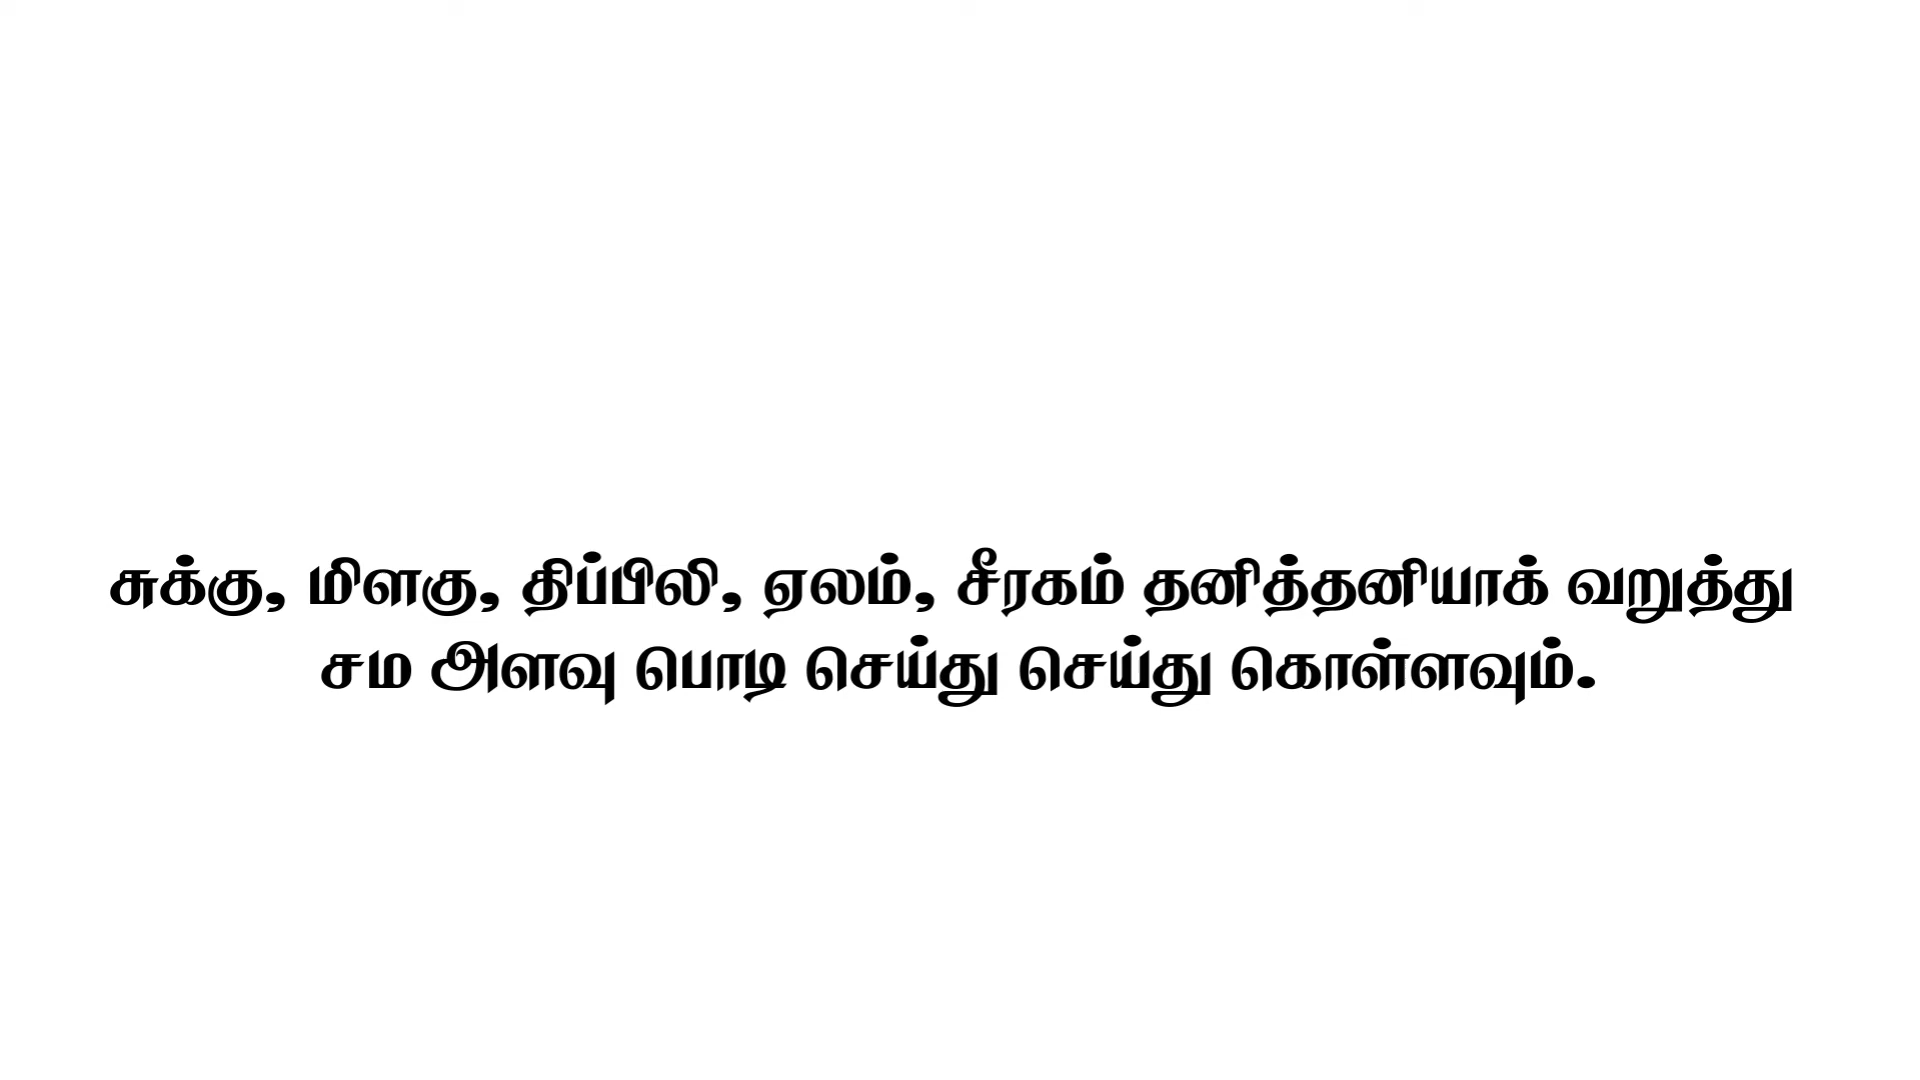 சுக்கு, மிளகு, திப்பிலி, ஏலம், சீரகம் தனித்தனியாக் வறுத்து
சம அளவு பொடி செய்து செய்து கொள்ளவும்.